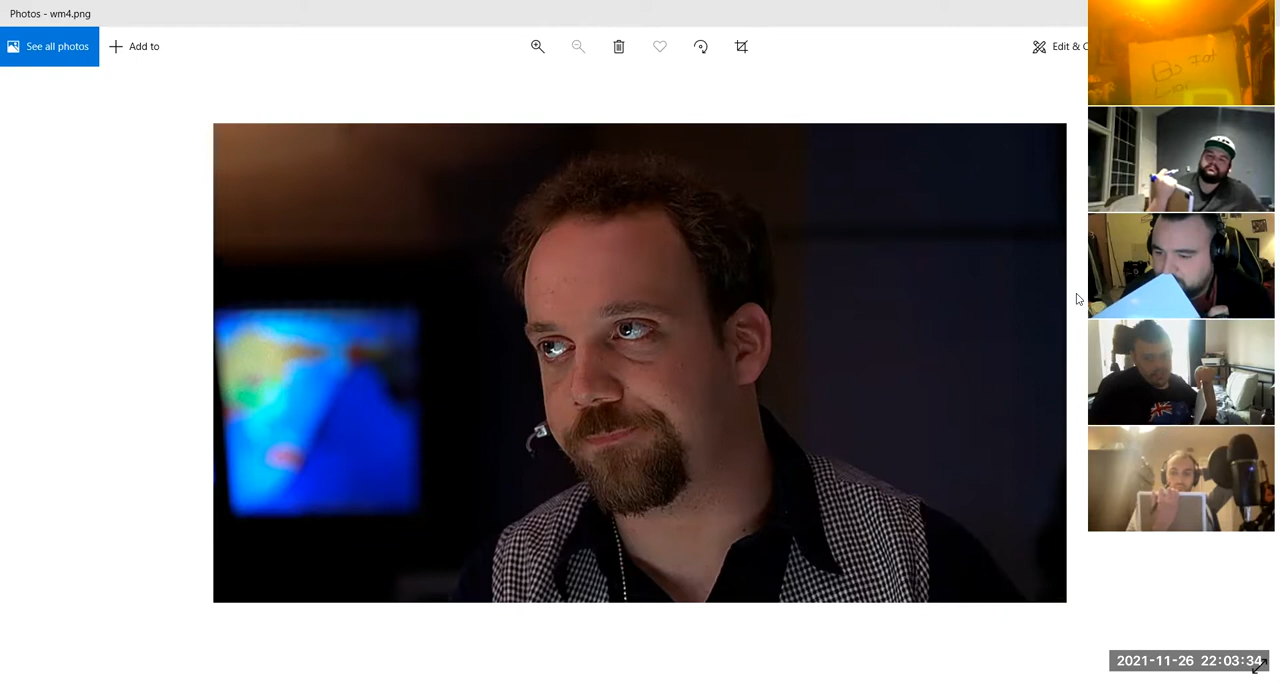 Photos - wm4.png
See all photos
Add to
Edit & C
2021-11-26 22:03:34